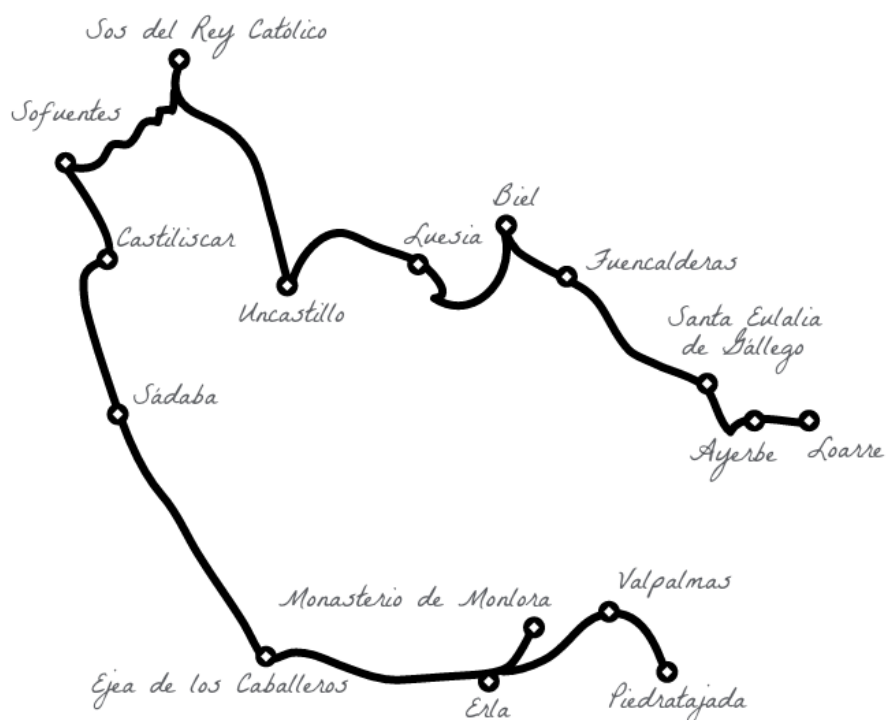 Sos del Rey Católico
Sofuentes
Biel
Castiliscar
Luesia
Fuencalderas
Uncastillo
Santa Eulalia
de Gállego
Sádaba
Ayerbe
Loarre
Valpalmas
Monasterio de Monlora
Ejea de los Caballeros
Erla
Piedratajada